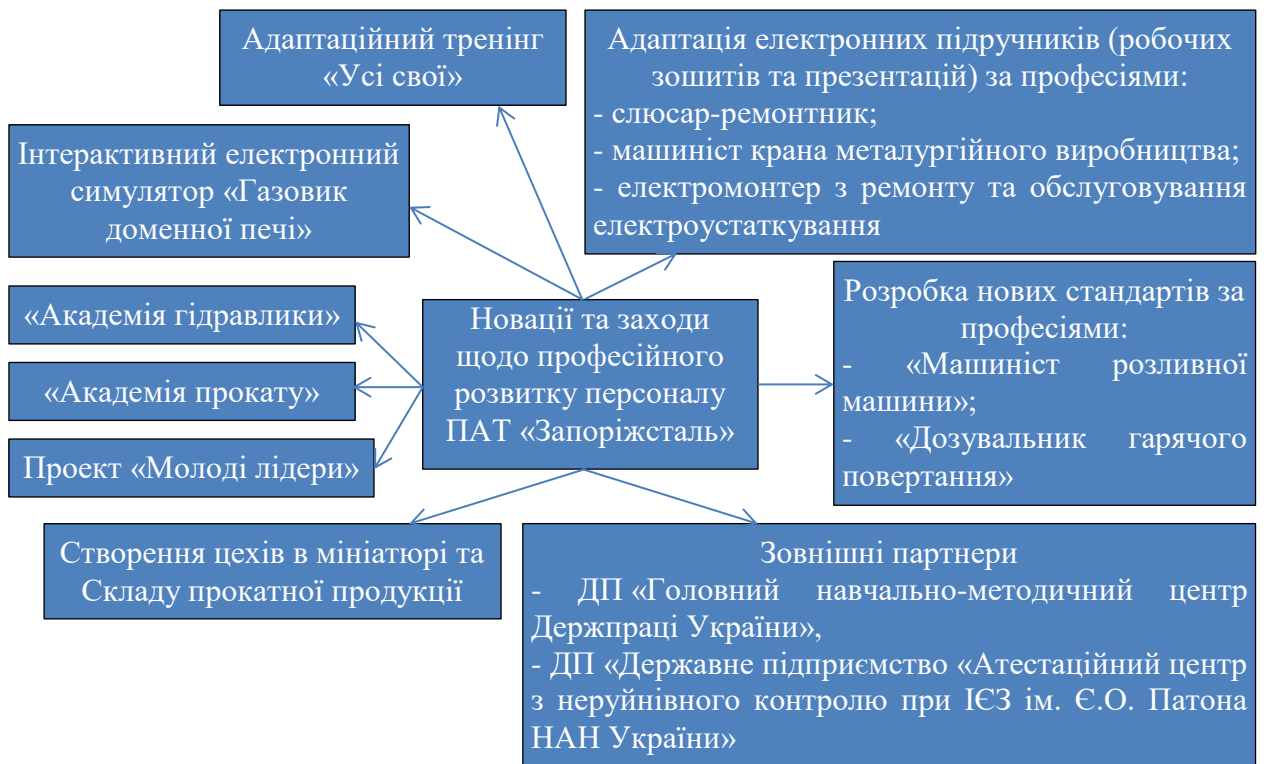 Адаптаційний тренінг
«Усі свої»
Адаптація електронних підручників (робочих
зошитів та презентацій) за професіями:
- слюсар-ремонтник;
- машиніст крана металургійного виробництва;
- електромонтер з ремонту та обслуговування
електроустаткування
Інтерактивний електронний
симулятор «Газовик
доменної печі»
«Академія гідравлики»
«Академія прокату»
Проект «Молоді лідери»
Новації та заходи
щодо професійного
розвитку персоналу
ПАТ «Запоріжсталь»
Розробка нових стандартів за
професіями:
- «Машиніст розливної
машини»;
- «Дозувальник гарячого
повертання»
Створення цехів в мініатюрі та
Складу прокатної продукції
Зовнішні партнери
- ДП «Головний навчально-методичний центр
Держпраці України»,
- ДП «Державне підприємство «Атестаційний центр
з неруйнівного контролю при ІЄЗ ім. Є.О. Патона
НАН України»